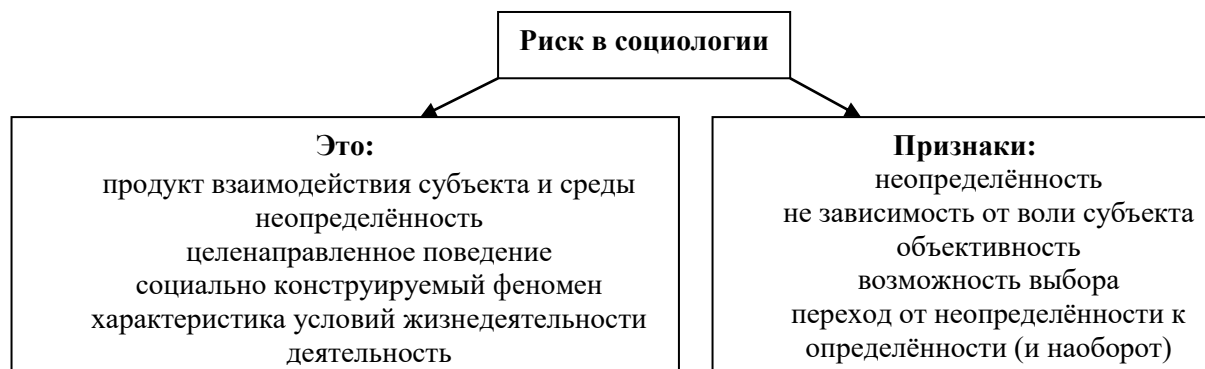 Риск в социологии
Это:
продукт взаимодействия субъекта и среды
неопределённость
целенаправленное поведение
социально конструируемый феномен
характеристика условий жизнедеятельности
деятельность
Признаки:
неопределённость
не зависимость от воли субъекта
объективность
возможность выбора
переход от неопределённости к
определённости (и наоборот)